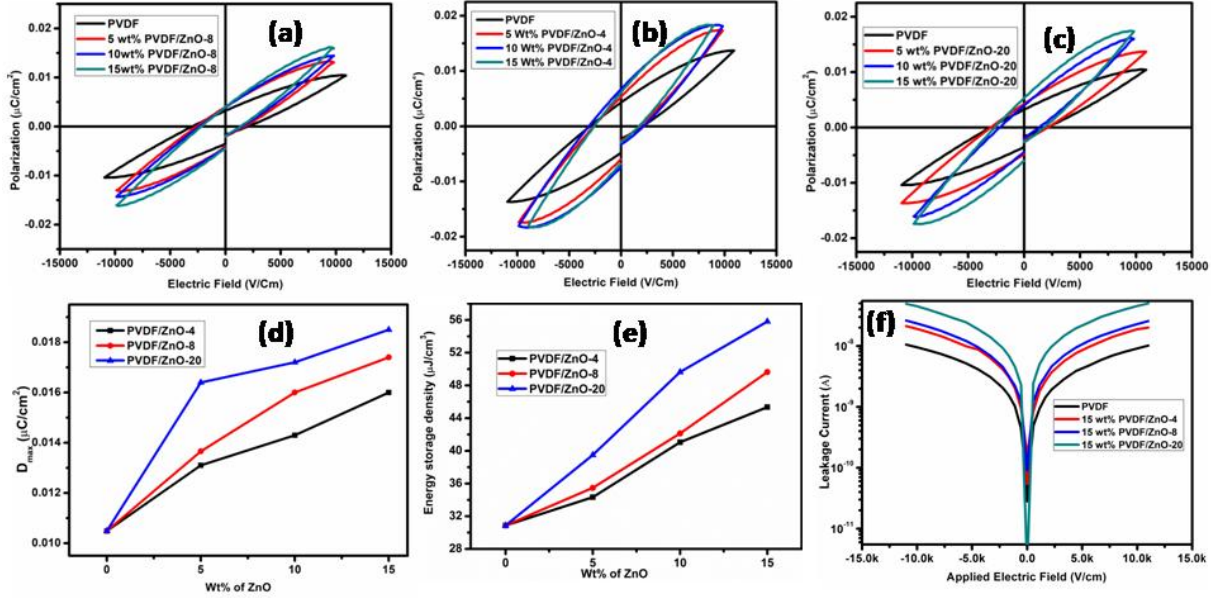 (a)
PVDF
5 wt% PVDF/ZnO-8
10wt% PVDF/ZnO-8
15wt% PVDF/ZnO-8
Polarization (μC/cm²)
0.02
0.01
0.00
-0.01
-0.02
-15000 -10000 -5000 0 5000 10000 15000
Electric Field (V/Cm)
(b)
PVDF
5 Wt% PVDF/ZnO-4
10 Wt% PVDF/ZnO-4
15 Wt% PVDF/ZnO-4
Polarization (μC/cm²)
0.02
0.01
0.00
-0.01
-0.02
-15000 -10000 -5000 0 5000 10000 15000
Electric Field (V/Cm)
(c)
PVDF
5 wt% PVDF/ZnO-20
10 wt% PVDF/ZnO-20
15 wt% PVDF/ZnO-20
Polarization (μC/cm²)
0.02
0.01
0.00
-0.01
-0.02
-15000 -10000 -5000 0 5000 10000 15000
Electric Field (V/Cm)
(d)
PVDF/ZnO-4
PVDF/ZnO-8
PVDF/ZnO-20
Dmax(μC/cm²)
0.018
0.016
0.014
0.012
0.010
0 5 10 15
Wt% of ZnO
(e)
PVDF/ZnO-4
PVDF/ZnO-8
PVDF/ZnO-20
Energy storage density (μJ/cm³)
56
52
48
44
40
36
32
28
0 5 10 15
Wt% of ZnO
(f)
PVDF
15 wt% PVDF/ZnO-4
15 wt% PVDF/ZnO-8
15 wt% PVDF/ZnO-20
Leakage Current (A)
10⁻⁸
10⁻⁹
10⁻¹⁰
10⁻¹¹
-15.0k -10.0k -5.0k 0.0 5.0k 10.0k 15.0k
Applied Electric Field (V/cm)